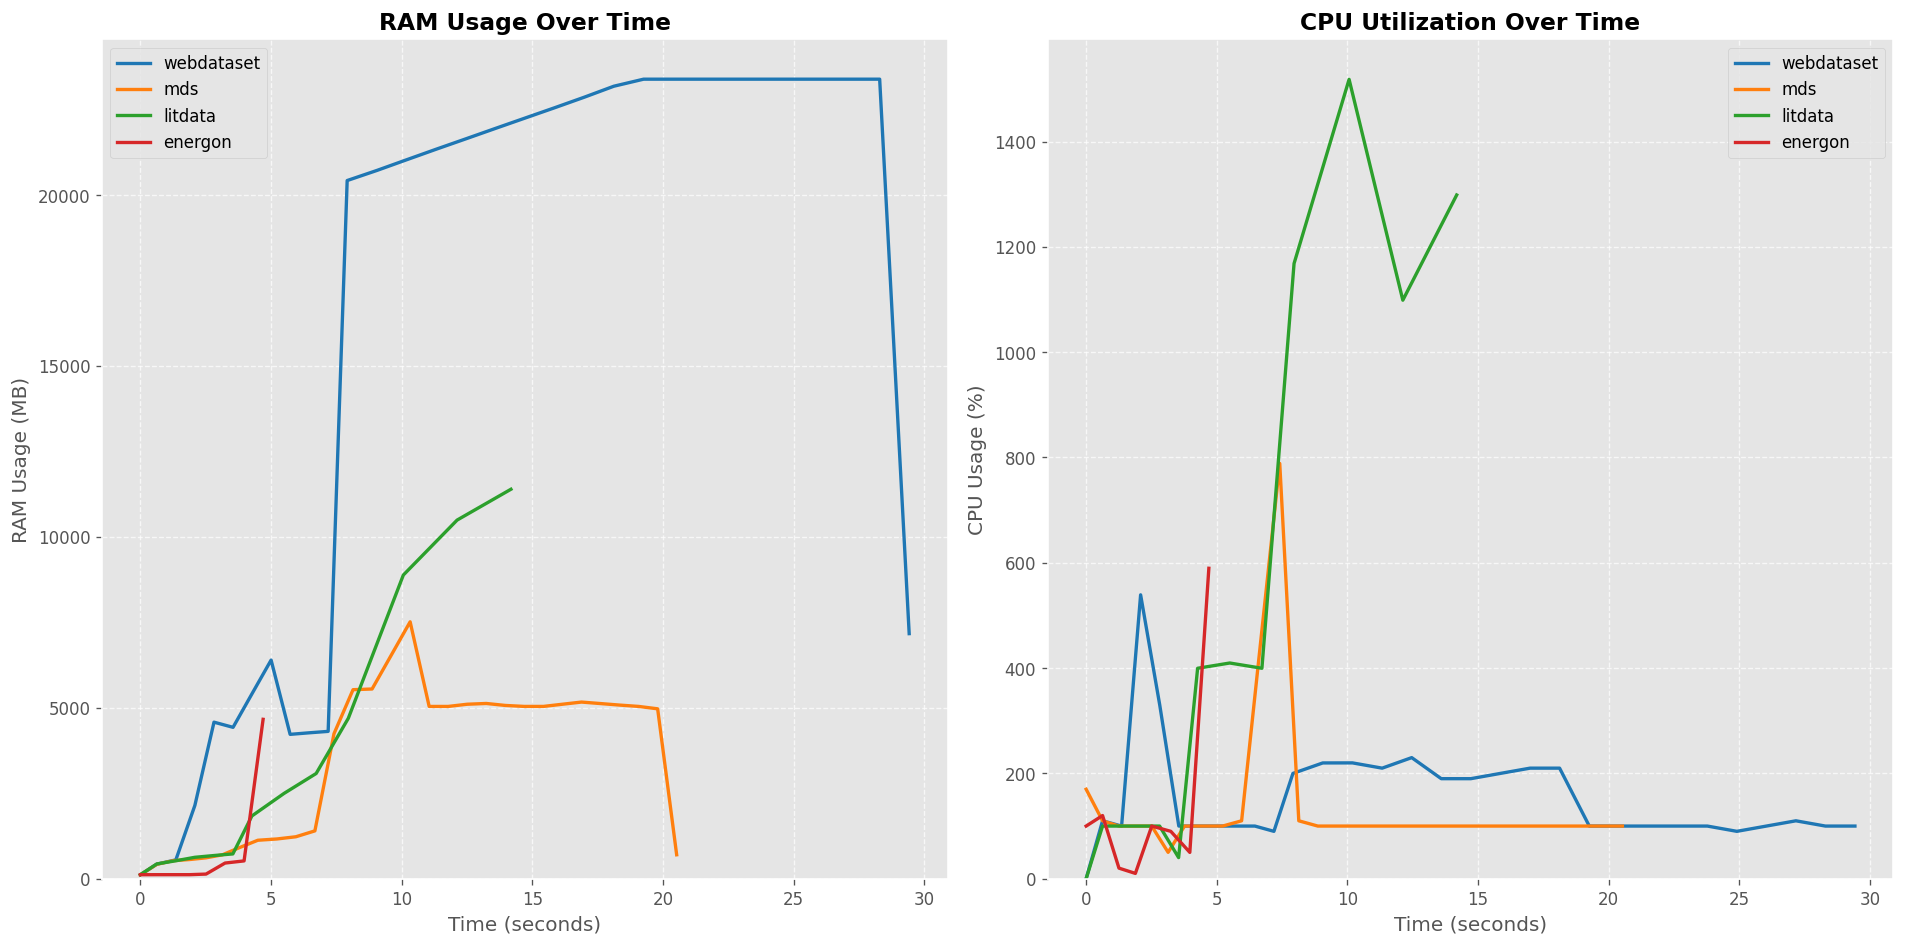 RAM Usage Over Time
webdataset
mds
litdata
energon
RAM Usage (MB)
20000
15000
10000
5000
0
0 5 10 15 20 25 30
Time (seconds)
CPU Utilization Over Time
webdataset
mds
litdata
energon
CPU Usage (%)
1400
1200
1000
800
600
400
200
0
0 5 10 15 20 25 30
Time (seconds)